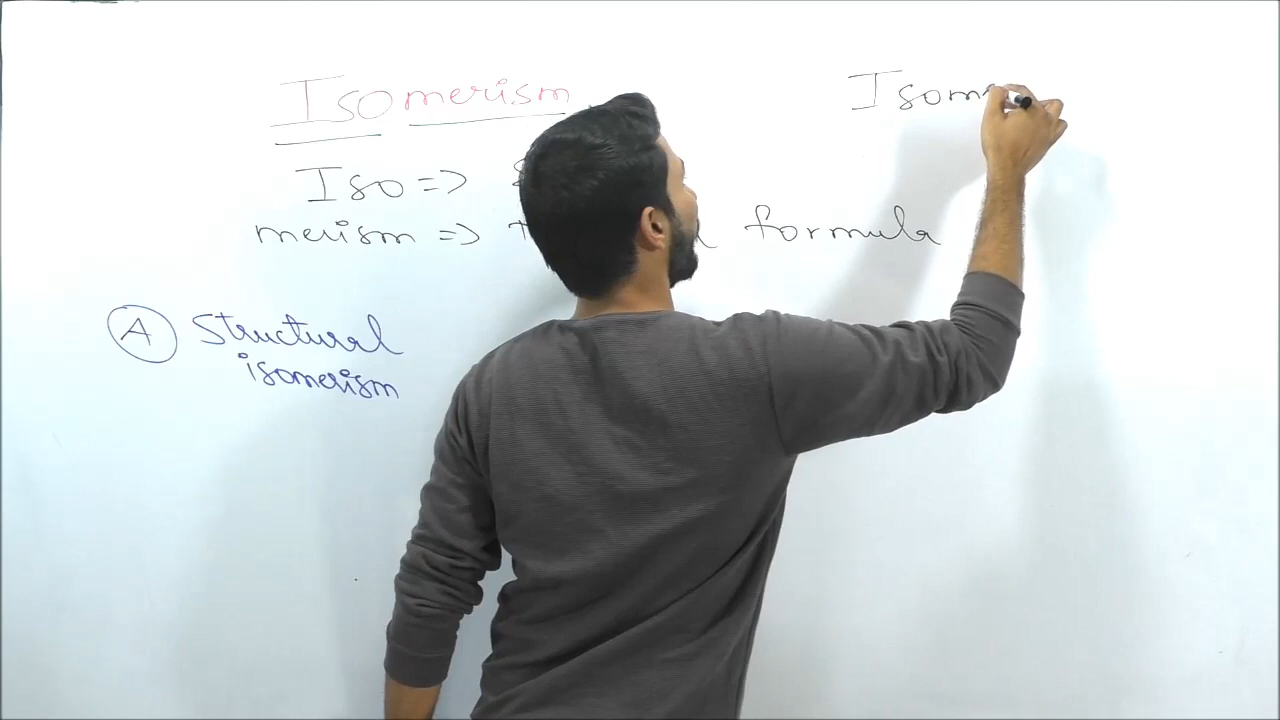 Isomerism
Isom
Iso =>
merism => formula
A Structural
isomerism